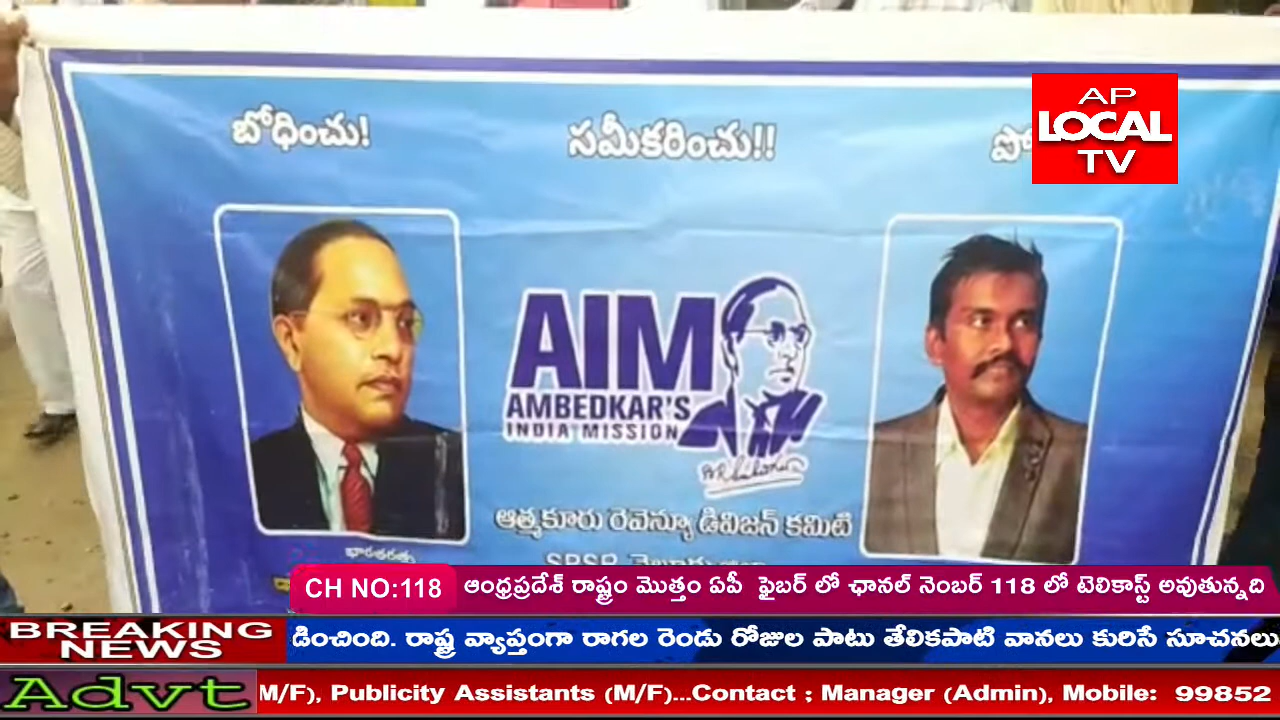 బోధించు! సమీకరించు!!
AP
LOCAL
TV
AIM
AMBEDKAR'S
INDIA MISSION
ఆత్మకూరు రెవెన్యూ డివిజన్ కమిటి
భారతరత్న
SPSR
CH NO:118 ఆంధ్రప్రదేశ్ రాష్ట్రం మొత్తం ఏపీ ఫైబర్ లో ఛానల్ నెంబర్ 118 లో టెలికాస్ట్ అవుతున్నది
BREAKING
NEWS
డించింది. రాష్ట్ర వ్యాప్తంగా రాగల రెండు రోజుల పాటు తేలికపాటి వానలు కురిసే సూచనలు
Advt M/F), Publicity Assistants (M/F)...Contact ; Manager (Admin), Mobile: 99852